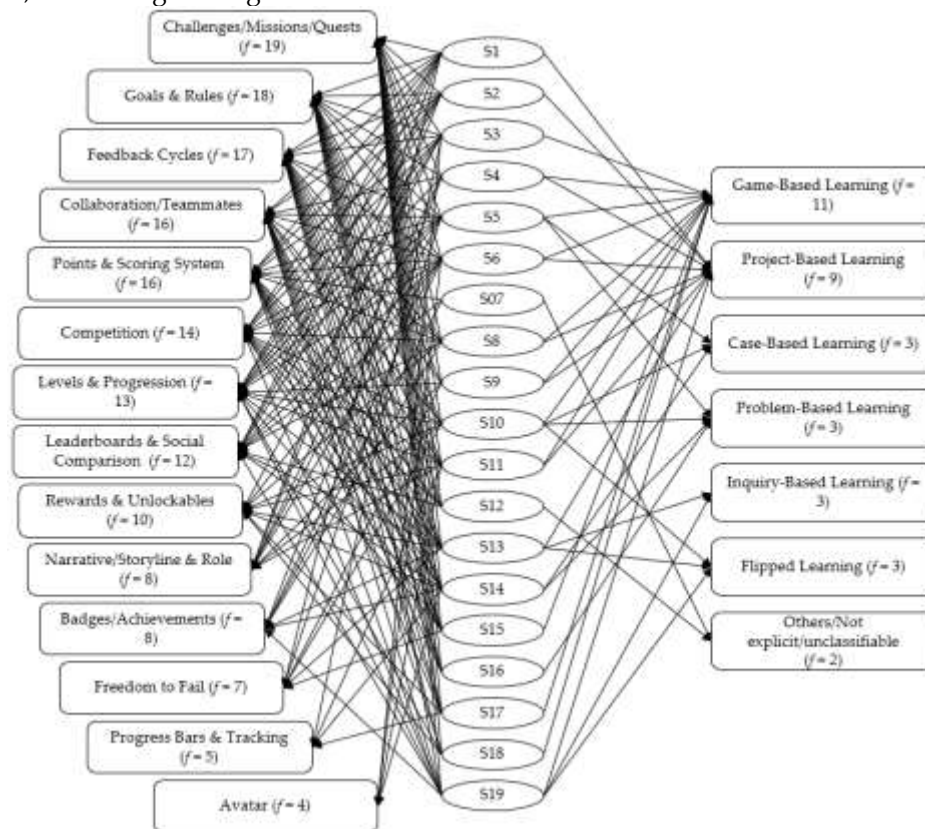 Challenges/Missions/Quests
(f = 19)
Goals & Rules (f = 18)
Feedback Cycles (f = 17)
Collaboration/Teammates
(f = 16)
Points & Scoring System
(f = 16)
Competition (f = 14)
Levels & Progression (f =
13)
Leaderboards & Social
Comparison (f = 12)
Rewards & Unlockables
(f = 10)
Narrative/Storyline & Role
(f = 8)
Badges/Achievements (f =
8)
Freedom to Fail (f = 7)
Progress Bars & Tracking
(f = 5)
Avatar (f = 4)
S1
S2
S3
S4
S5
S6
S07
S8
S9
S10
S11
S12
S13
S14
S15
S16
S17
S18
S19
Game-Based Learning (f =
11)
Project-Based Learning
(f = 9)
Case-Based Learning (f = 3)
Problem-Based Learning
(f = 3)
Inquiry-Based Learning (f =
3)
Flipped Learning (f = 3)
Others/Not
explicit/unclassifiable
(f = 2)